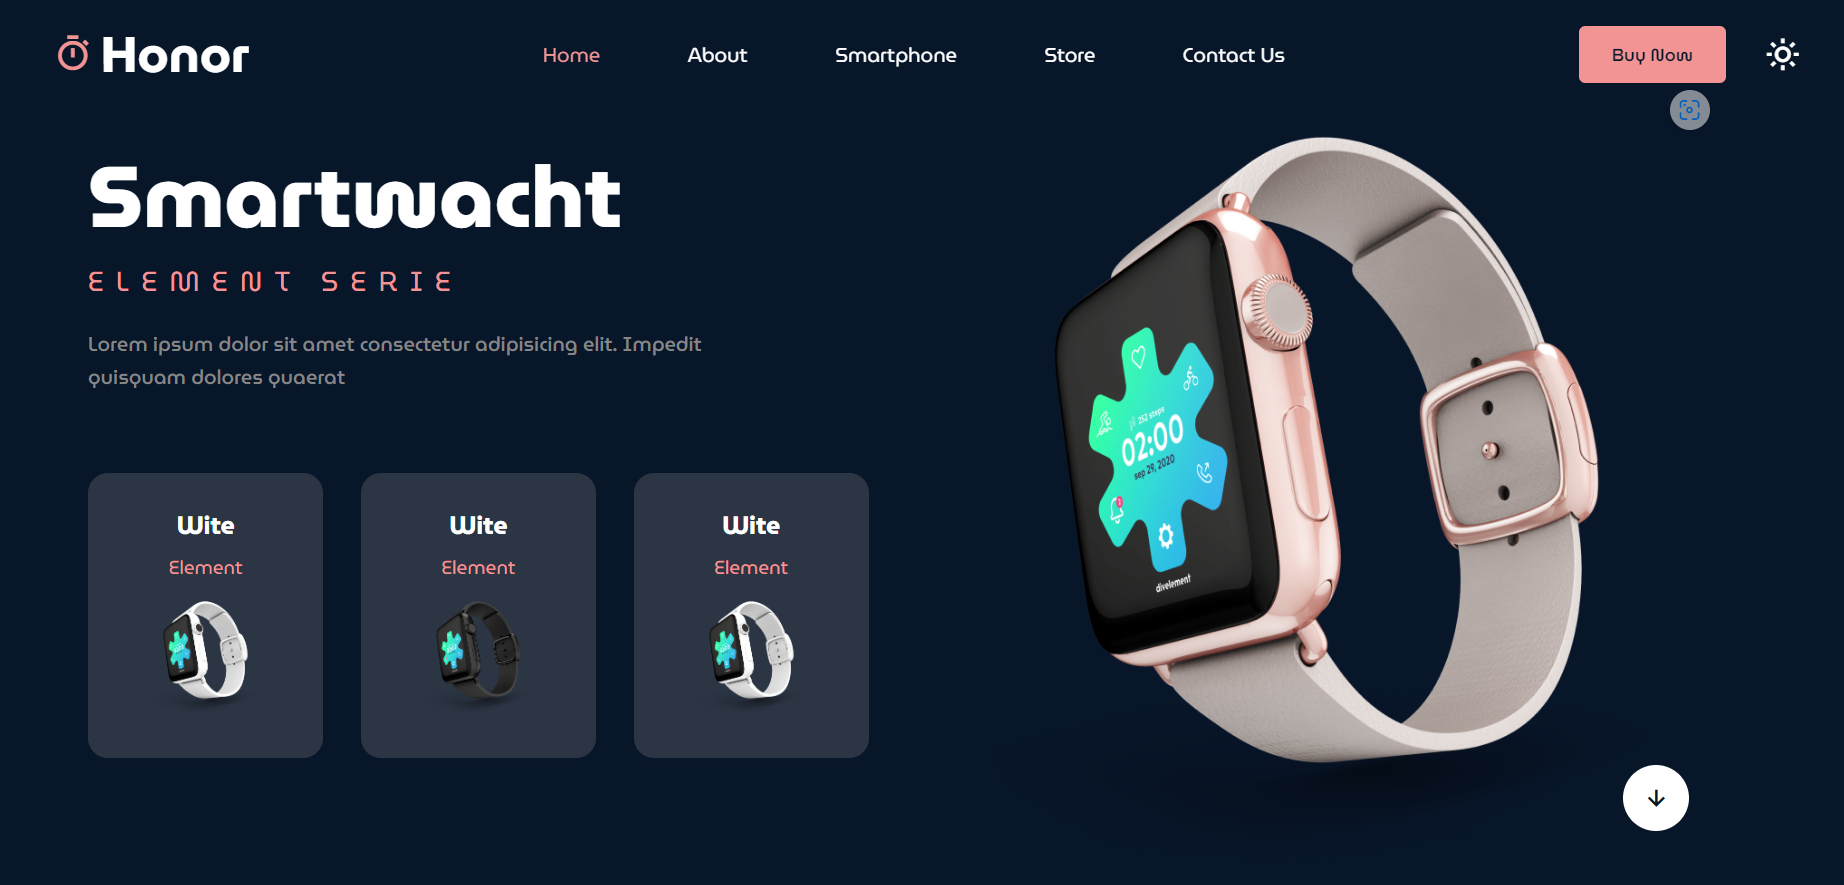 Honor
Home
About
Smartphone
Store
Contact Us
Buy Now
Smartwacht
ELEMENT SERIE
Lorem ipsum dolor sit amet consectetur adipisicing elit. Impedit
quisquam dolores quaerat
Wite
Element
Wite
Element
Wite
Element
252 steps
02:00
sep 29, 2020
divelement